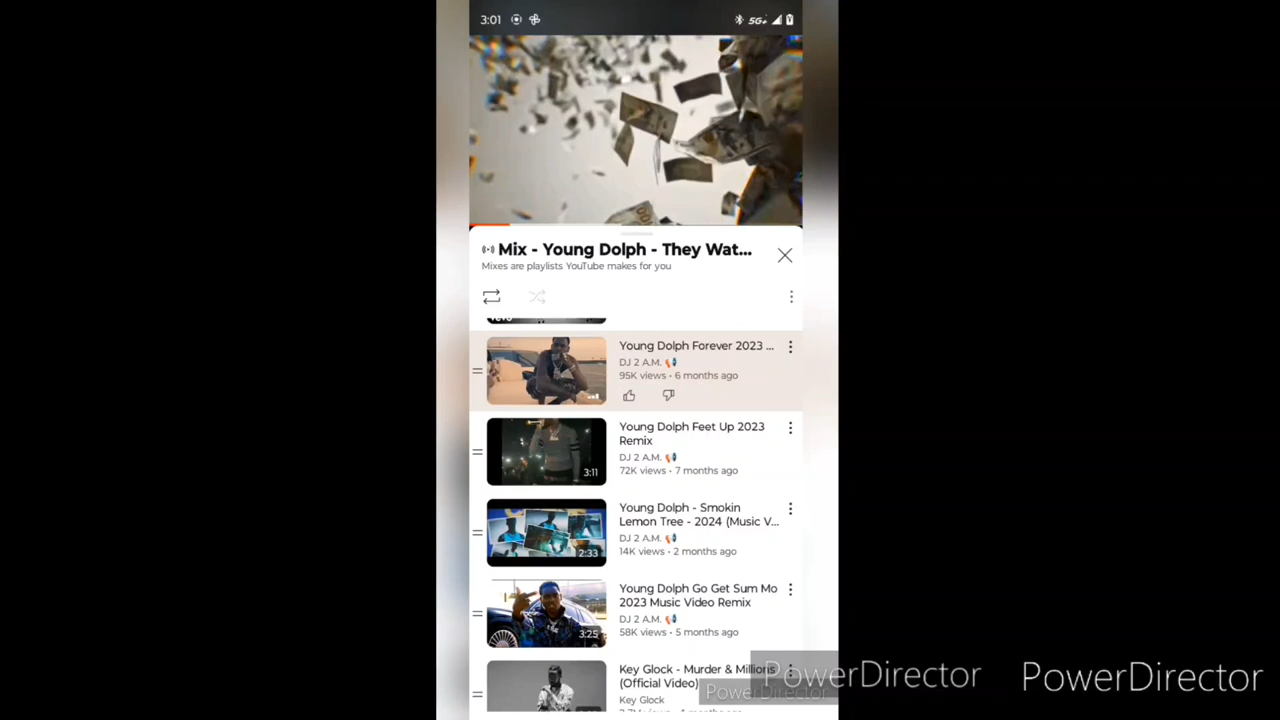 3:01 5G+
Mix - Young Dolph - They Wat...
Mixes are playlists YouTube makes for you
Young Dolph Forever 2023 ...
DJ 2 A.M. 📢
95K views • 6 months ago
Young Dolph Feet Up 2023
Remix
3:11
DJ 2 A.M. 📢
72K views • 7 months ago
Young Dolph - Smokin
Lemon Tree - 2024 (Music V...
2:33
DJ 2 A.M. 📢
14K views • 2 months ago
Young Dolph Go Get Sum Mo
2023 Music Video Remix
3:25
DJ 2 A.M. 📢
58K views • 5 months ago
Key Glock - Murder & Millions
(Official Video)
Key Glock
PowerDirector
PowerDirector
PowerDirector